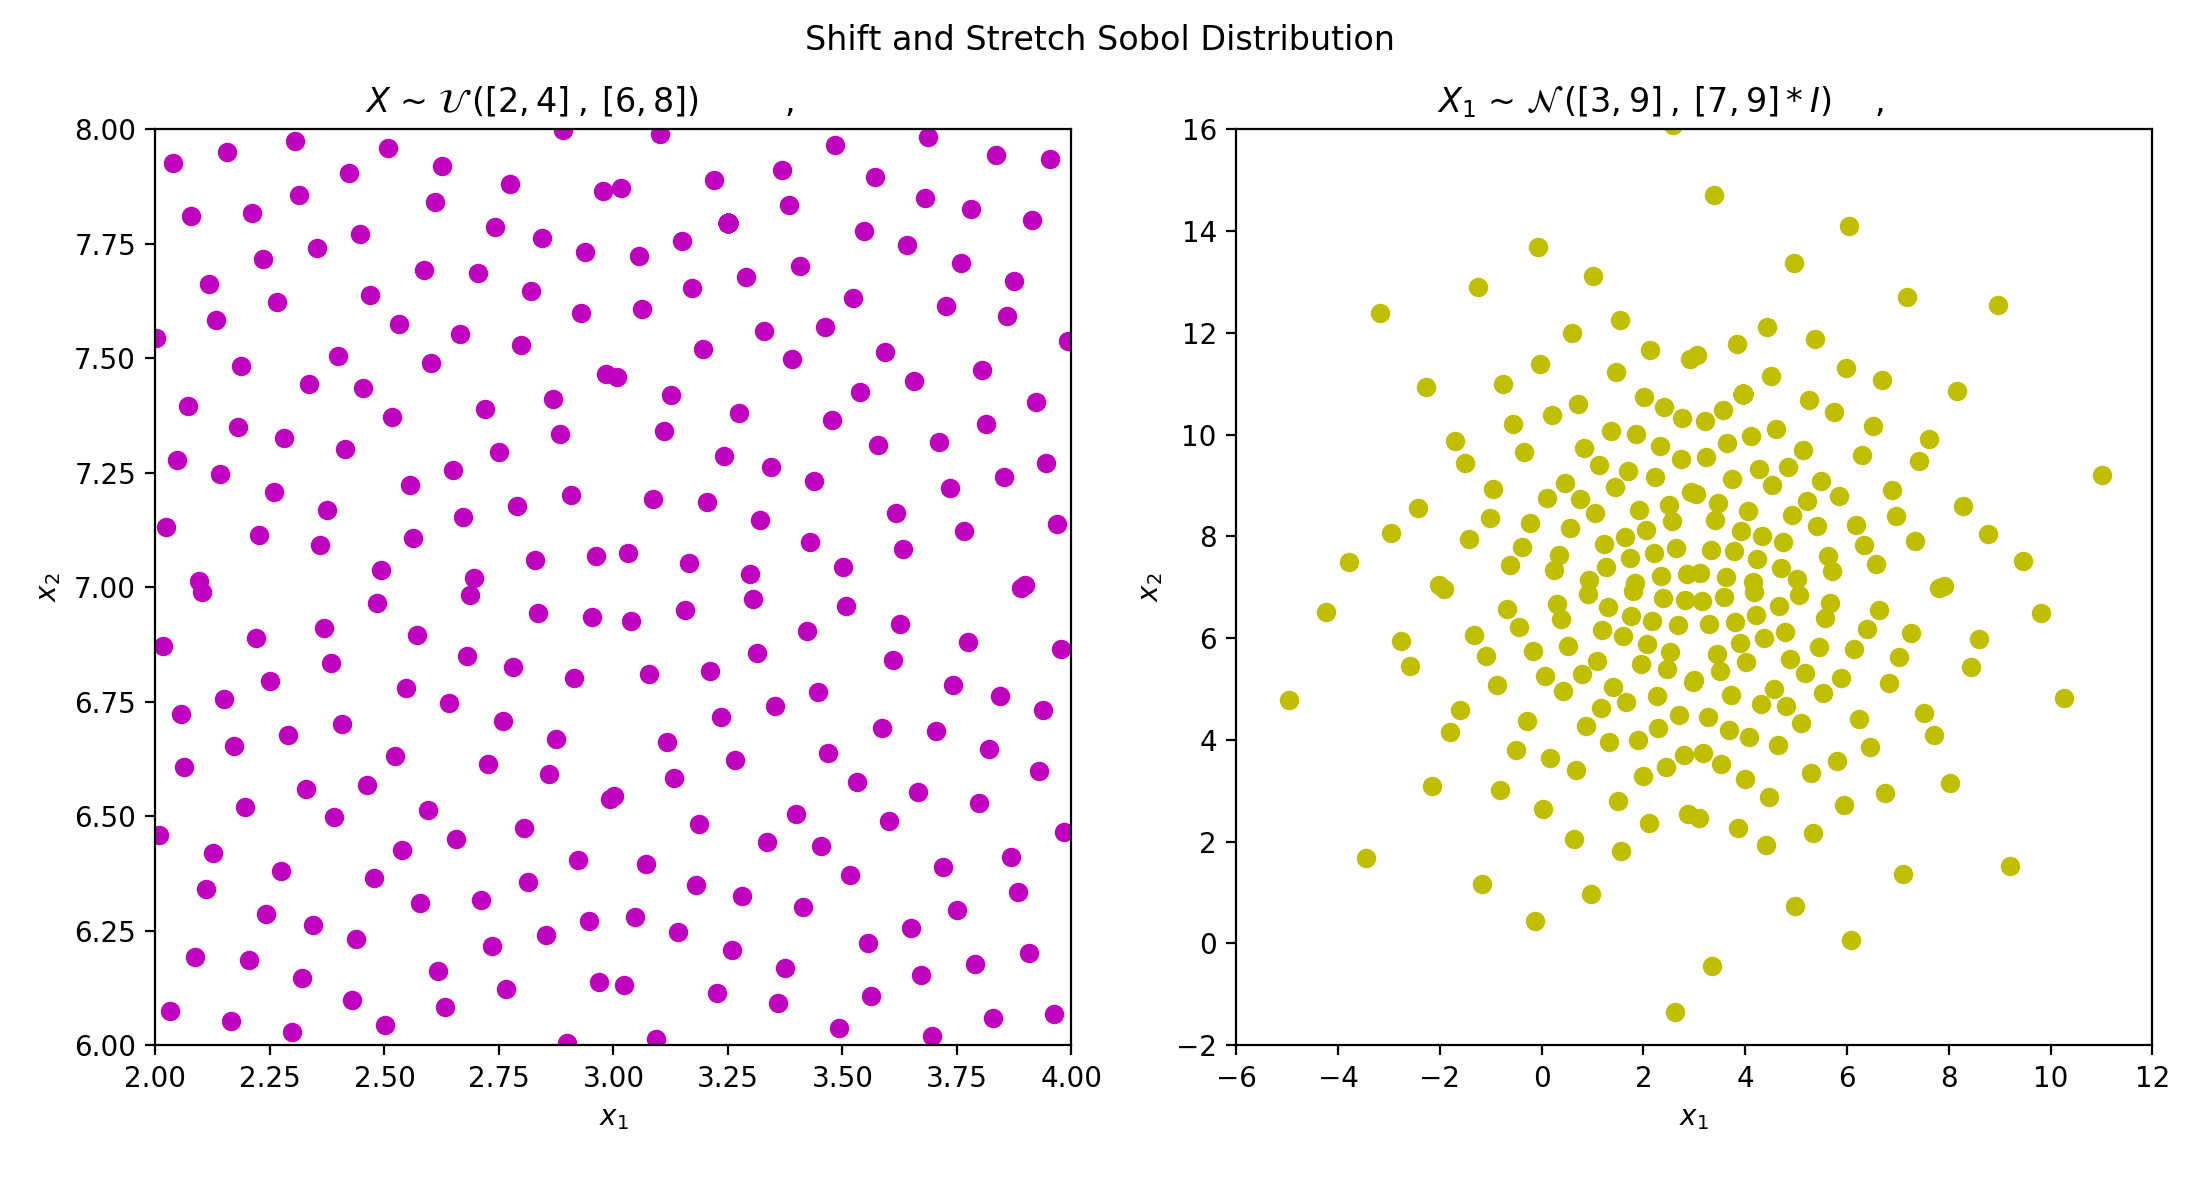 Shift and Stretch Sobol Distribution
X ~ 𝒰([2, 4] , [6, 8]) ,
8.00
7.75
7.50
7.25
7.00
6.75
6.50
6.25
6.00
x₂
2.00 2.25 2.50 2.75 3.00 3.25 3.50 3.75 4.00
x₁
X₁ ~ 𝒩([3, 9] , [7, 9] * I) ,
16
14
12
10
8
6
4
2
0
−2
x₂
−6 −4 −2 0 2 4 6 8 10 12
x₁